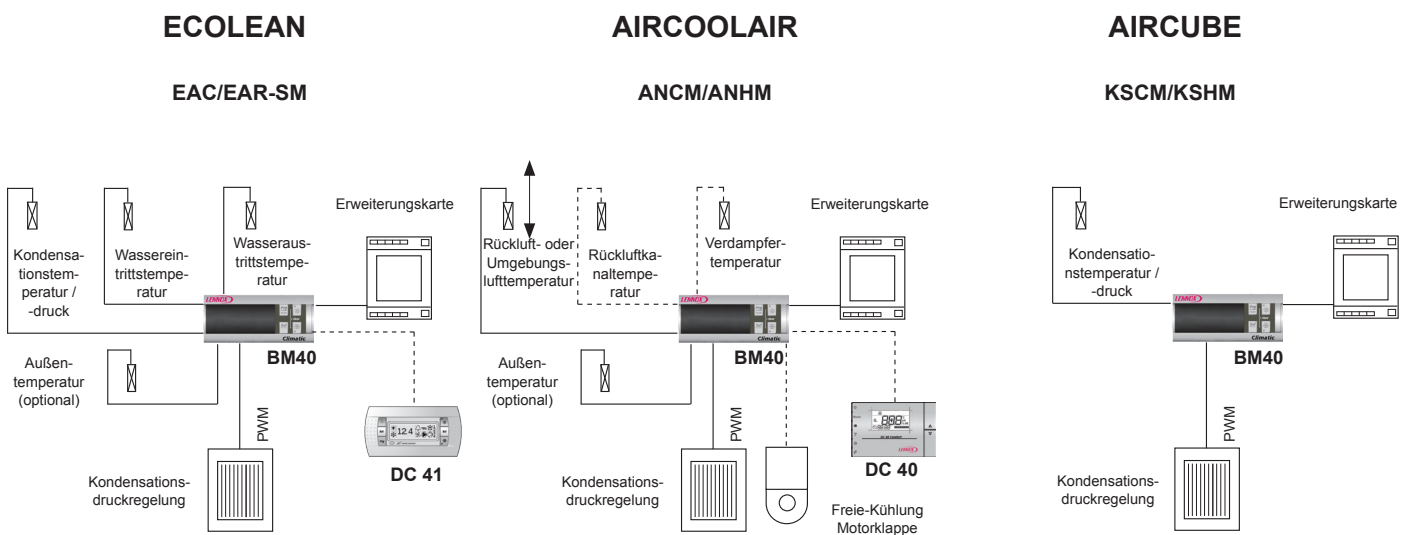 ECOLEAN
EAC/EAR-SM
Kondensa-
tionstem-
peratur /
-druck
Wasserein-
trittstempe-
ratur
Wasseraus-
trittstempe-
ratur
Erweiterungskarte
LENNOX
Climatic
BM40
Außen-
temperatur
(optional)
PWM
Kondensations-
druckregelung
DC 41
AIRCOOLAIR
ANCM/ANHM
Rückluft- oder
Umgebungs-
lufttemperatur
Rückluftka-
naltempe-
ratur
Verdampfer-
temperatur
Erweiterungskarte
LENNOX
Climatic
BM40
Außen-
temperatur
(optional)
PWM
Kondensations-
druckregelung
Freie-Kühlung
Motorklappe
LENNOX
DC 40
AIRCUBE
KSCM/KSHM
Kondensatio-
nstemperatur /
-druck
Erweiterungskarte
LENNOX
Climatic
BM40
PWM
Kondensations-
druckregelung